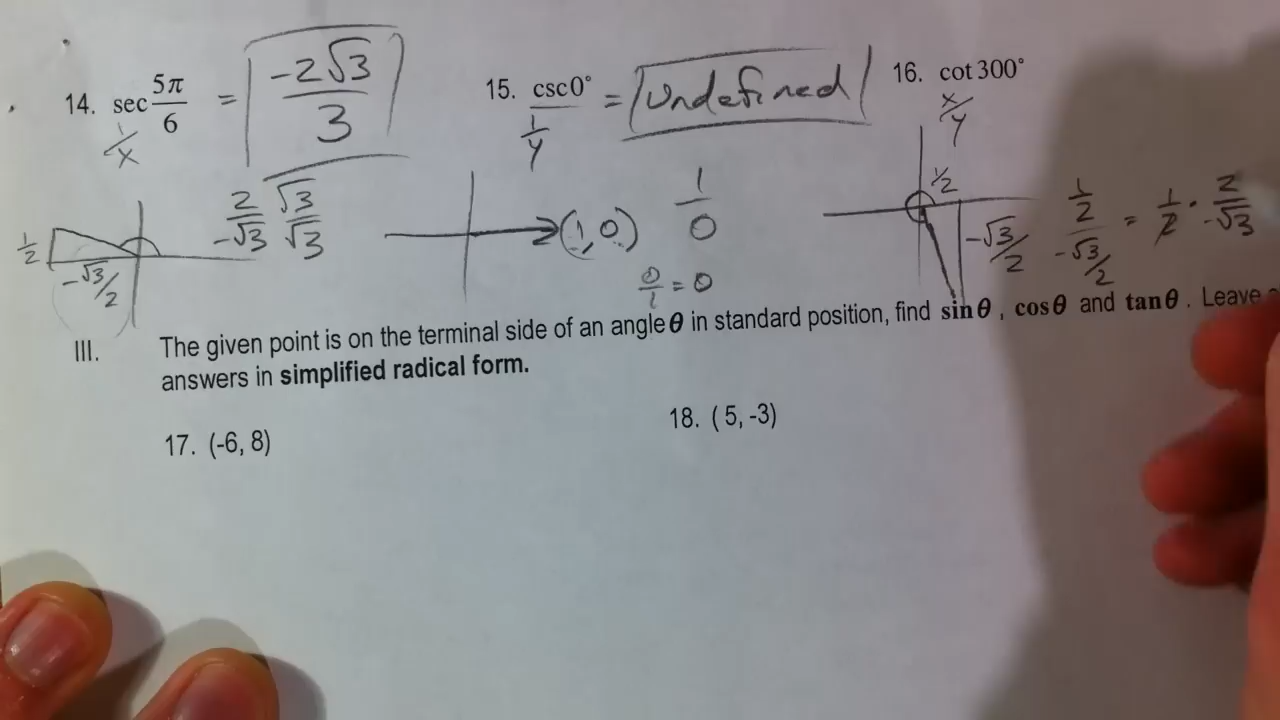 14. sec 5π/6 = -2√3/3
1/x
1/2
-√3/2
2/-√3 √3/√3
15. csc 0° = Undefined
1/y
(1,0)
1/0
0/1 = 0
16. cot 300°
x/y
1/2
-√3/2
1/2 / -√3/2 = 1/2 · 2/-√3
III. The given point is on the terminal side of an angle θ in standard position, find sin θ , cos θ and tan θ . Leave
answers in simplified radical form.
17. (-6, 8)
18. ( 5, -3)